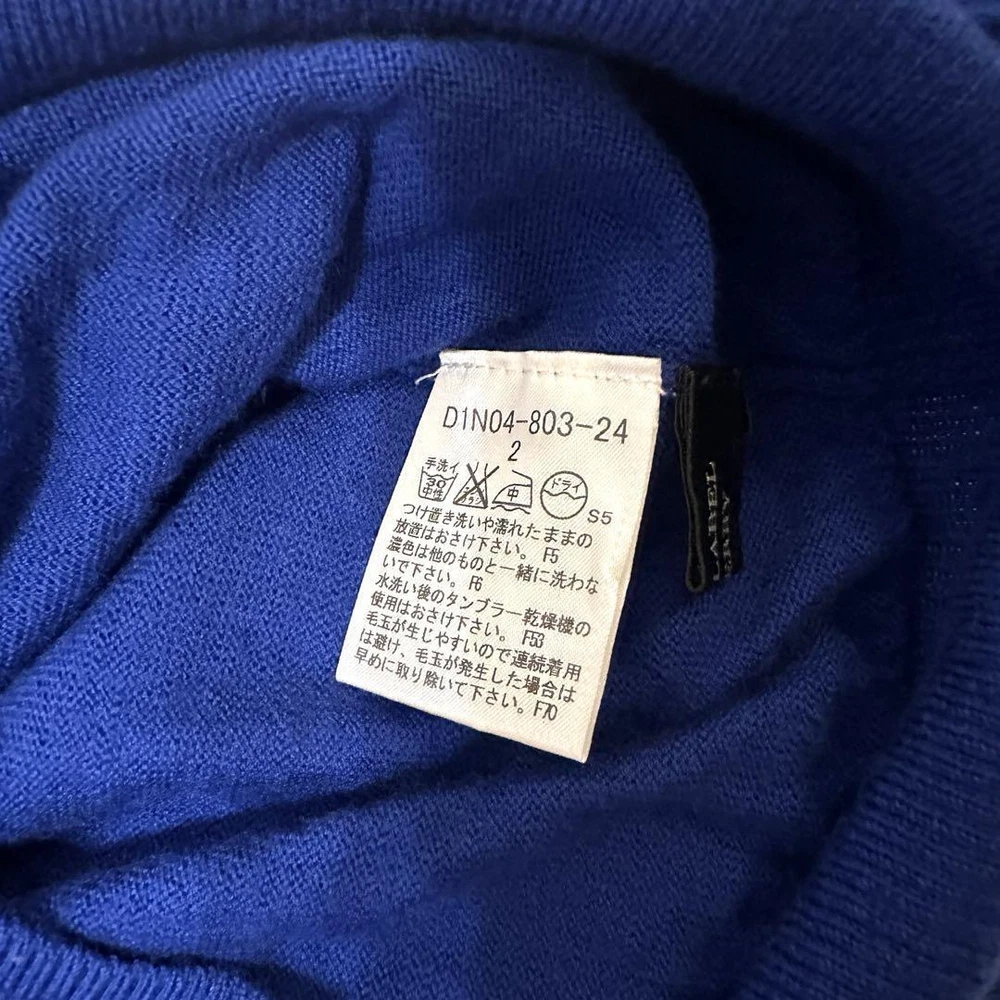 D1N04-803-24
2
手洗イ
30
中性
中
ドライ
S5
つけ置き洗いや濡れたままの
放置はおさけ下さい。 F5
濃色は他のものと一緒に洗わな
いで下さい。 F6
水洗い後のタンブラー乾燥機の
使用はおさけ下さい。 F53
毛玉が生じやすいので連続着用
は避け、毛玉が発生した場合は
早めに取り除いて下さい。F70
LABEL